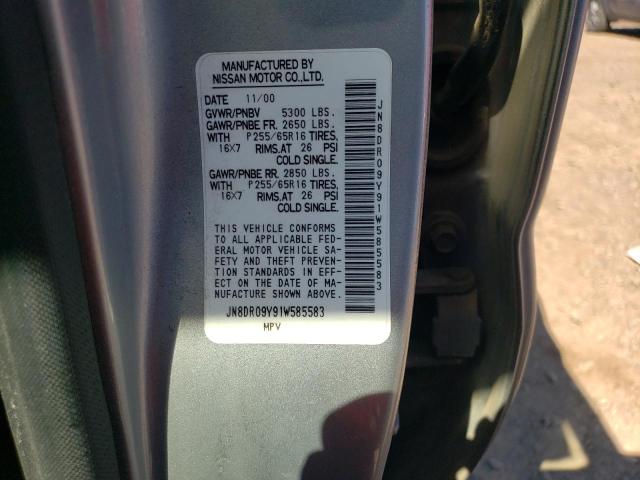 MANUFACTURED BY
NISSAN MOTOR CO.,LTD.
DATE 11/00
GVWR/PNBV 5300 LBS.
GAWR/PNBE FR. 2650 LBS.
WITH P255/65R16 TIRES,
16X7 RIMS,AT 26 PSI
COLD SINGLE.
GAWR/PNBE RR. 2850 LBS.
WITH P255/65R16 TIRES,
16X7 RIMS,AT 26 PSI
COLD SINGLE.
THIS VEHICLE CONFORMS
TO ALL APPLICABLE FED-
ERAL MOTOR VEHICLE SA-
FETY AND THEFT PREVEN-
TION STANDARDS IN EFF-
ECT ON THE DATE OF MA-
NUFACTURE SHOWN ABOVE.
JN8DR09Y91W585583
MPV
JN8DR09Y91W585583